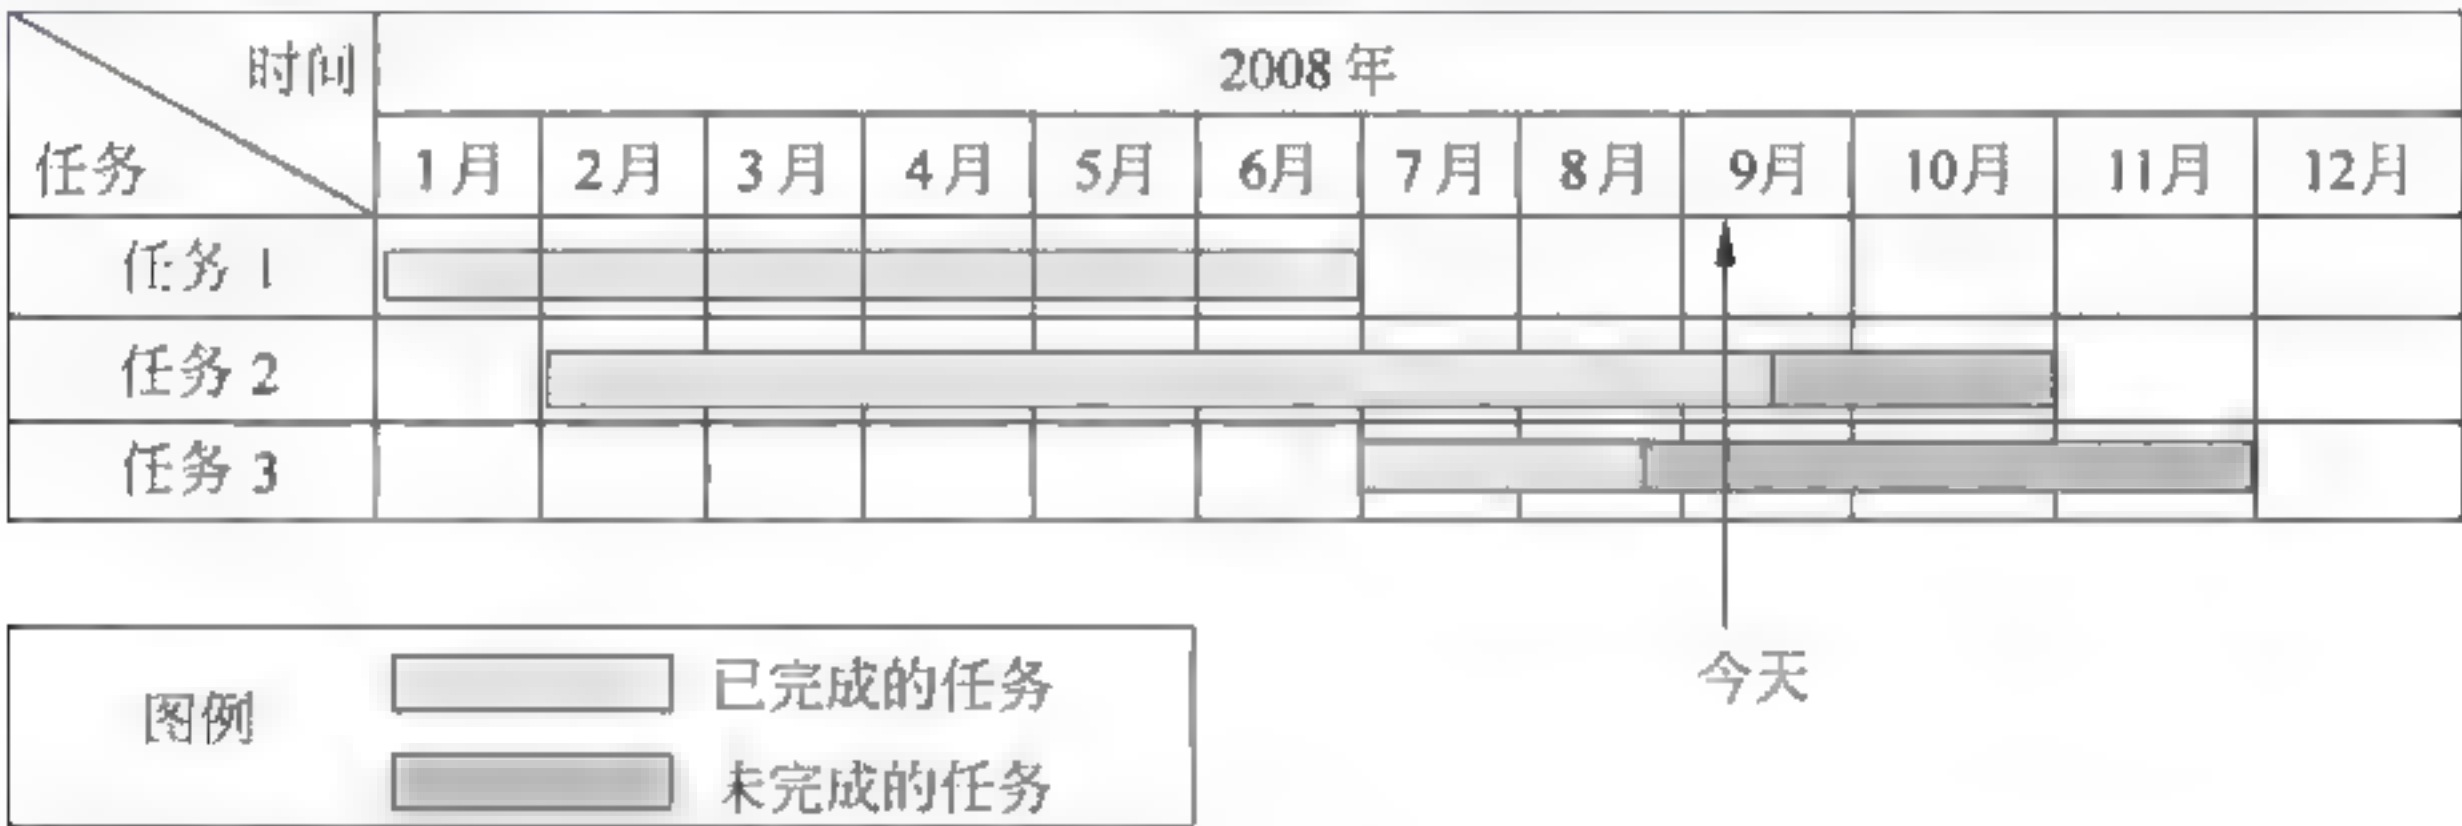 时间 2008年
任务 1月 2月 3月 4月 5月 6月 7月 8月 9月 10月 11月 12月
任务1
任务2
任务3
图例 已完成的任务
未完成的任务
今天